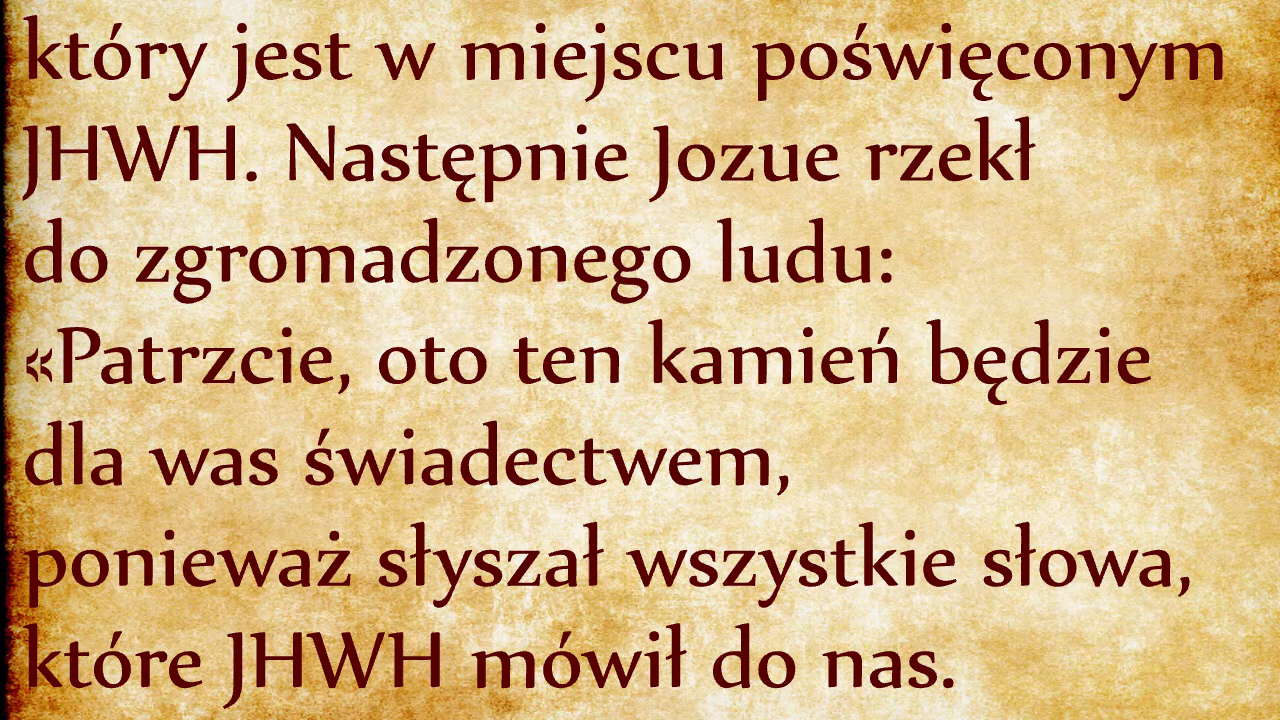 który jest w miejscu poświęconym
JHWH. Następnie Jozue rzekł
do zgromadzonego ludu:
«Patrzcie, oto ten kamień będzie
dla was świadectwem,
ponieważ słyszał wszystkie słowa,
które JHWH mówił do nas.